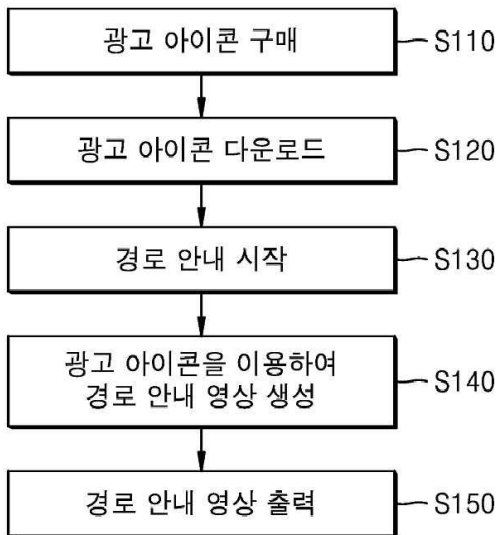 광고 아이콘 구매
S110
광고 아이콘 다운로드
S120
경로 안내 시작
S130
광고 아이콘을 이용하여
경로 안내 영상 생성
S140
경로 안내 영상 출력
S150